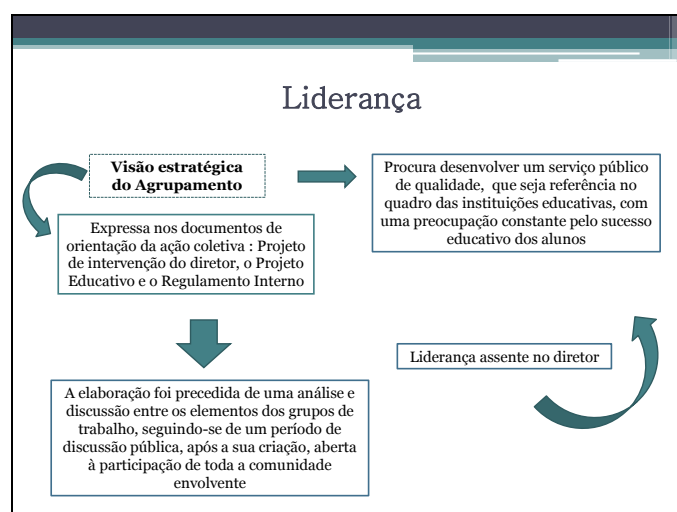 Liderança
Visão estratégica
do Agrupamento
Procura desenvolver um serviço público
de qualidade, que seja referência no
quadro das instituições educativas, com
uma preocupação constante pelo sucesso
educativo dos alunos
Expressa nos documentos de
orientação da ação coletiva : Projeto
de intervenção do diretor, o Projeto
Educativo e o Regulamento Interno
Liderança assente no diretor
A elaboração foi precedida de uma análise e
discussão entre os elementos dos grupos de
trabalho, seguindo-se de um período de
discussão pública, após a sua criação, aberta
à participação de toda a comunidade
envolvente